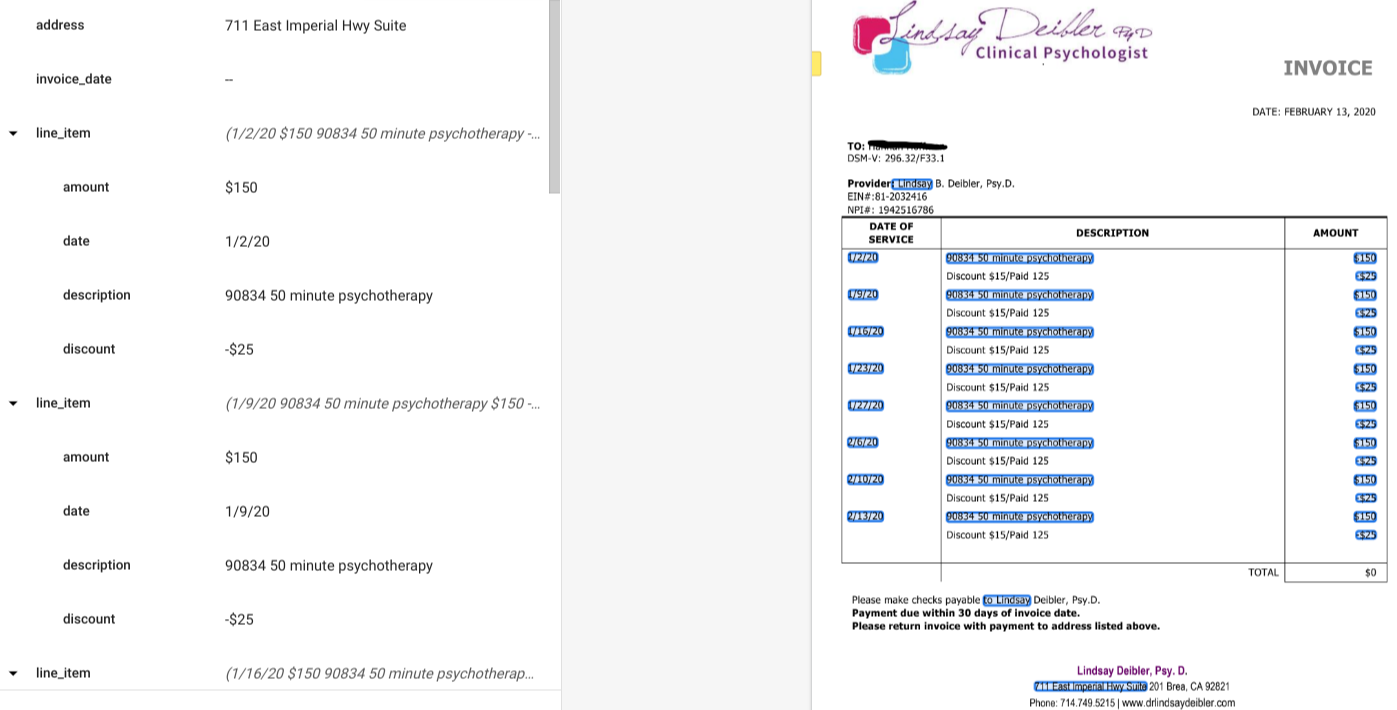 address 711 East Imperial Hwy Suite
invoice_date --
line_item (1/2/20 $150 90834 50 minute psychotherapy -...
amount $150
date 1/2/20
description 90834 50 minute psychotherapy
discount -$25
line_item (1/9/20 90834 50 minute psychotherapy $150 -...
amount $150
date 1/9/20
description 90834 50 minute psychotherapy
discount -$25
line_item (1/16/20 $150 90834 50 minute psychotherap...
Lindsay Deibler PsyD
Clinical Psychologist
INVOICE
DATE: FEBRUARY 13, 2020
TO:
DSM-V: 296.32/F33.1
Provider: Lindsay B. Deibler, Psy.D.
EIN#:81-2032416
NPI#: 1942516786
DATE OF SERVICE DESCRIPTION AMOUNT
1/2/20 90834 50 minute psychotherapy $150
Discount $15/Paid 125 -$25
1/9/20 90834 50 minute psychotherapy $150
Discount $15/Paid 125 -$25
1/16/20 90834 50 minute psychotherapy $150
Discount $15/Paid 125 -$25
1/23/20 90834 50 minute psychotherapy $150
Discount $15/Paid 125 -$25
1/27/20 90834 50 minute psychotherapy $150
Discount $15/Paid 125 -$25
2/6/20 90834 50 minute psychotherapy $150
Discount $15/Paid 125 -$25
2/10/20 90834 50 minute psychotherapy $150
Discount $15/Paid 125 -$25
2/13/20 90834 50 minute psychotherapy $150
Discount $15/Paid 125 -$25
TOTAL $0
Please make checks payable to Lindsay Deibler, Psy.D.
Payment due within 30 days of invoice date.
Please return invoice with payment to address listed above.
Lindsay Deibler, Psy. D.
711 East Imperial Hwy Suite 201 Brea, CA 92821
Phone: 714.749.5215 | www.drlindsaydeibler.com